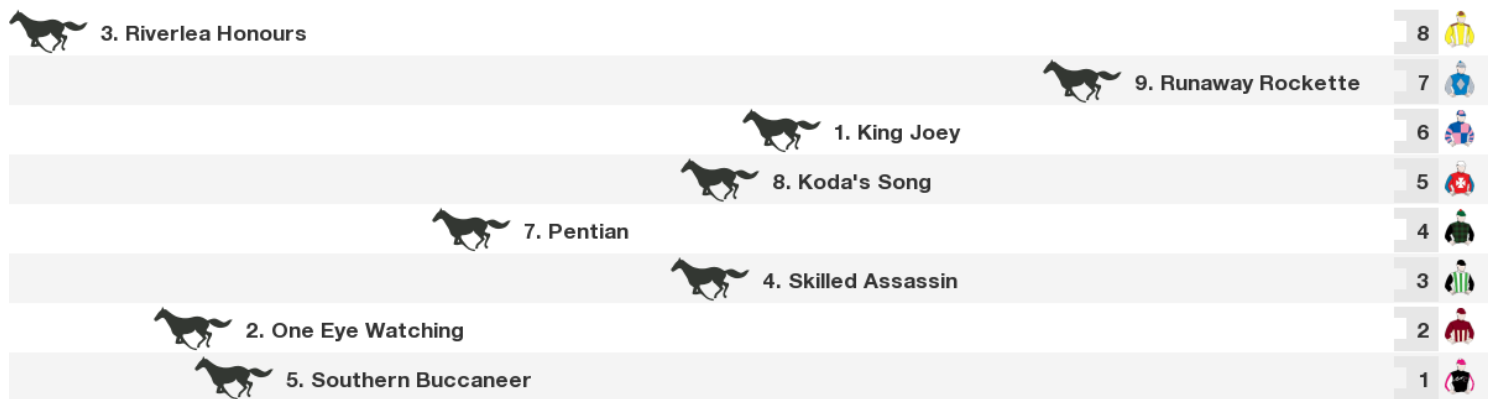 3. Riverlea Honours 8
9. Runaway Rockette 7
1. King Joey 6
8. Koda's Song 5
7. Pentian 4
4. Skilled Assassin 3
2. One Eye Watching 2
5. Southern Buccaneer 1